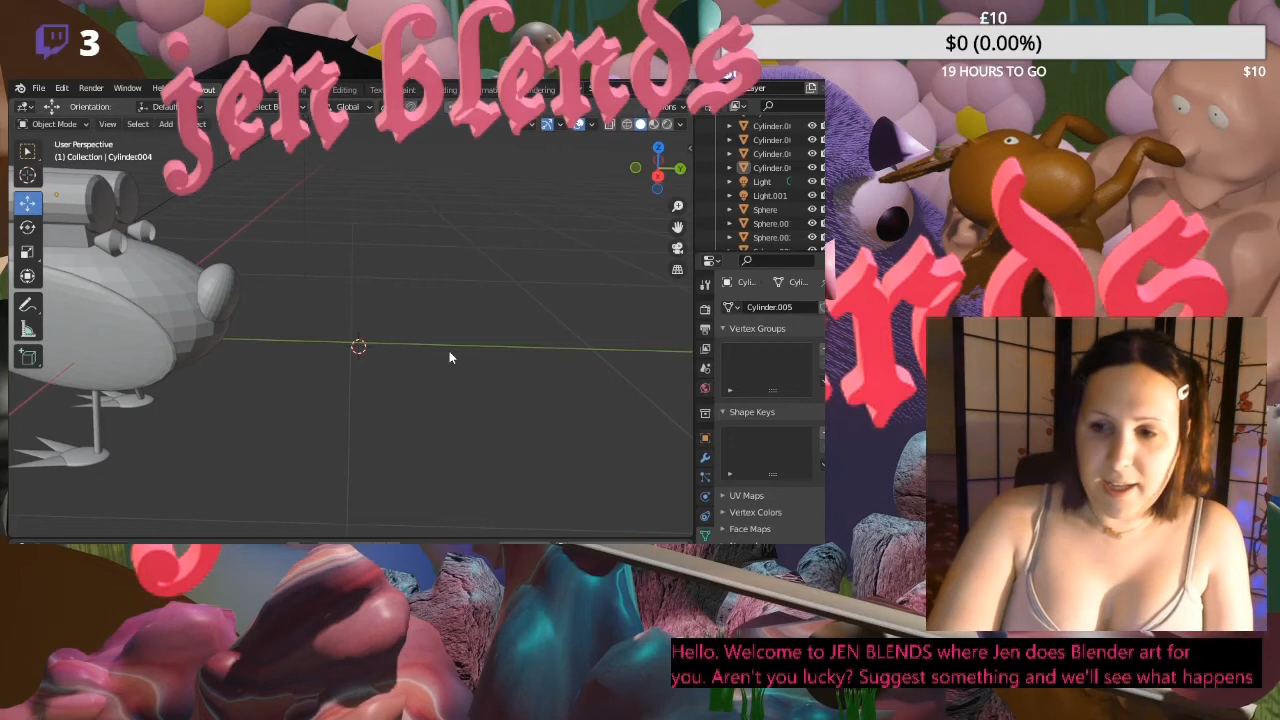 3
jen blends
£10
$0 (0.00%)
19 HOURS TO GO
$10
File Edit Render Window
Layer
Orientation: Global
Object Mode View Select Add
User Perspective
(1) Collection | Cylinder.004
Z
Y
X
Cylinder.0
Cylinder.0
Cylinder.0
Cylinder.0
Light
Light.001
Sphere
Sphere.00
Sphere.00
Cyli... Cyli...
Cylinder.005
Vertex Groups
Shape Keys
UV Maps
Vertex Colors
Face Maps
Hello. Welcome to JEN BLENDS where Jen does Blender art for
you. Aren't you lucky? Suggest something and we'll see what happens